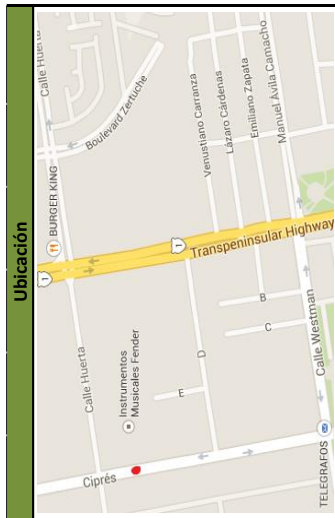 Ubicación
Calle Huerta
BURGER KING
Boulevard Zertuche
1
Calle Huerta
Venustiano Carranza
Lázaro Cárdenas
Emiliano Zapata
Manuel Ávila Camacho
1
Transpeninsular Highway
Instrumentos
Musicales Fender
B
C
D
E
Ciprés
Calle Westman
TELEGRAFOS